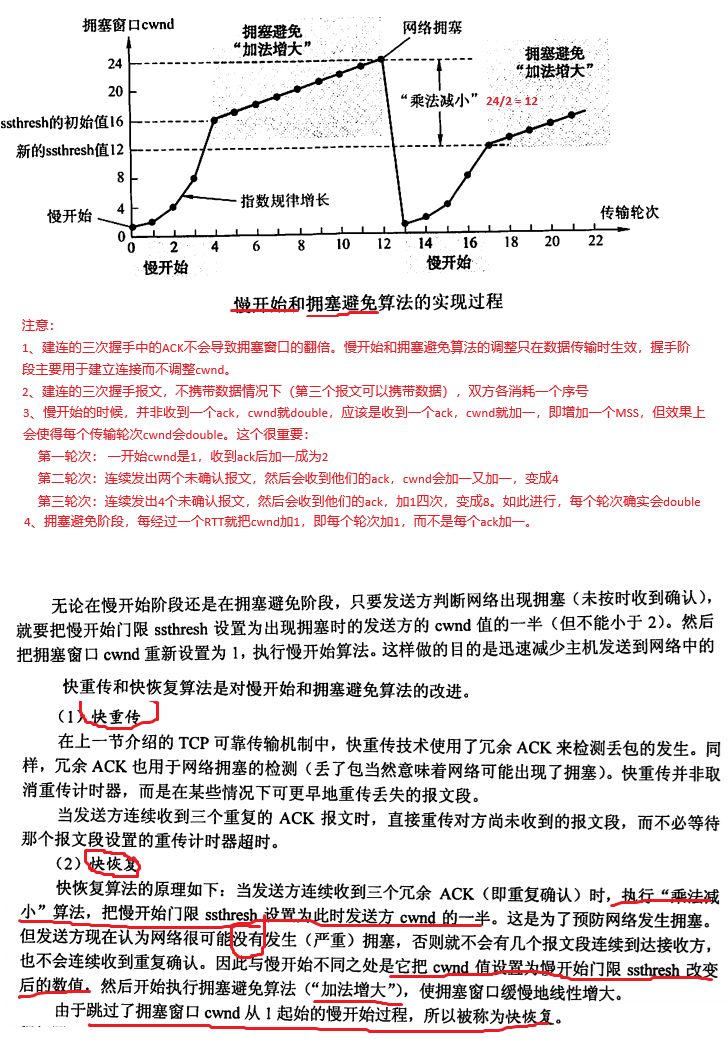 拥塞窗口cwnd
拥塞避免
“加法增大”
网络拥塞
拥塞避免
“加法增大”
24
20
ssthresh的初始值16
新的ssthresh值12
8
4
0
“乘法减小”
24/2 = 12
指数规律增长
慢开始
传输轮次
0 2 4 6 8 10 12 14 16 18 20 22
慢开始
慢开始
慢开始和拥塞避免算法的实现过程
注意：
1、建连的三次握手中的ACK不会导致拥塞窗口的翻倍。慢开始和拥塞避免算法的调整只在数据传输时生效，握手阶
段主要用于建立连接而不调整cwnd。
2、建连的三次握手报文，不携带数据情况下（第三个报文可以携带数据），双方各消耗一个序号
3、慢开始的时候，并非收到一个ack，cwnd就double，应该是收到一个ack，cwnd就加一，即增加一个MSS，但效果上
会使得每个传输轮次cwnd会double。这个很重要：
第一轮次： 一开始cwnd是1，收到ack后加一成为2
第二轮次：连续发出两个未确认报文，然后会收到他们的ack，cwnd会加一又加一，变成4
第三轮次：连续发出4个未确认报文，然后会收到他们的ack，加1四次，变成8。如此进行，每个轮次确实会double
4、拥塞避免阶段，每经过一个RTT就把cwnd加1，即每个轮次加1，而不是每个ack加一。
无论在慢开始阶段还是在拥塞避免阶段，只要发送方判断网络出现拥塞（未按时收到确认），
就要把慢开始门限 ssthresh 设置为出现拥塞时的发送方的 cwnd 值的一半（但不能小于 2）。然后
把拥塞窗口 cwnd 重新设置为 1，执行慢开始算法。这样做的目的是迅速减少主机发送到网络中的
快重传和快恢复算法是对慢开始和拥塞避免算法的改进。
（1）快重传
在上一节介绍的 TCP 可靠传输机制中，快重传技术使用了冗余 ACK 来检测丢包的发生。同
样，冗余 ACK 也用于网络拥塞的检测（丢了包当然意味着网络可能出现了拥塞）。快重传并非取
消重传计时器，而是在某些情况下可更早地重传丢失的报文段。
当发送方连续收到三个重复的 ACK 报文时，直接重传对方尚未收到的报文段，而不必等待
那个报文段设置的重传计时器超时。
（2）快恢复
快恢复算法的原理如下：当发送方连续收到三个冗余 ACK（即重复确认）时，执行“乘法减
小”算法，把慢开始门限 ssthresh 设置为此时发送方 cwnd 的一半。这是为了预防网络发生拥塞。
但发送方现在认为网络很可能没有发生（严重）拥塞，否则就不会有几个报文段连续到达接收方，
也不会连续收到重复确认。因此与慢开始不同之处是它把 cwnd 值设置为慢开始门限 ssthresh 改变
后的数值，然后开始执行拥塞避免算法（“加法增大”），使拥塞窗口缓慢地线性增大。
由于跳过了拥塞窗口 cwnd 从 1 起始的慢开始过程，所以被称为快恢复。